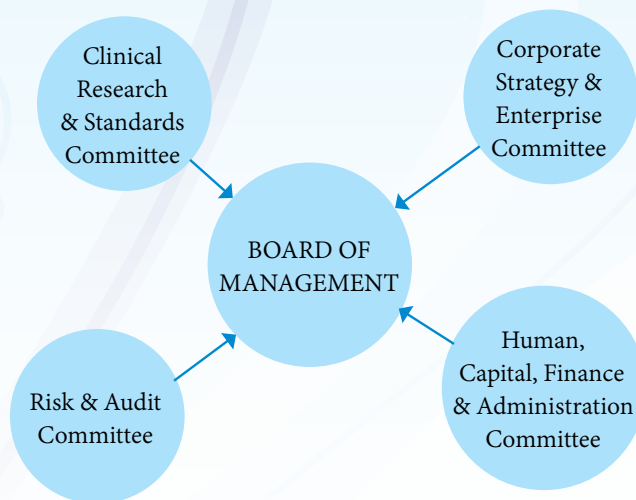 Clinical
Research
& Standards
Committee
Corporate
Strategy &
Enterprise
Committee
BOARD OF
MANAGEMENT
Risk & Audit
Committee
Human,
Capital, Finance
& Administration
Committee